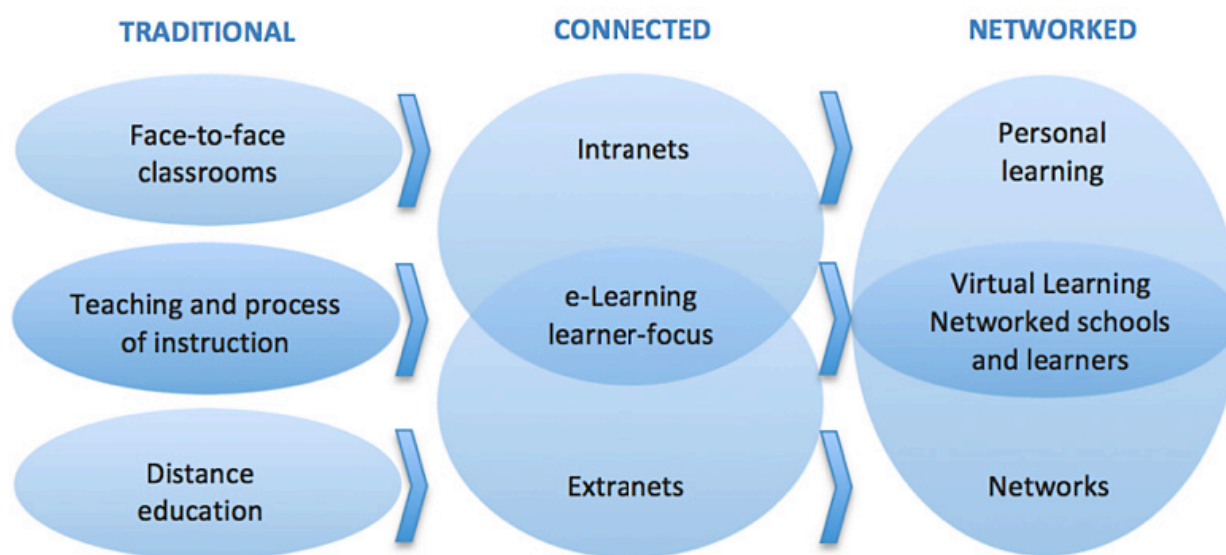 TRADITIONAL
CONNECTED
NETWORKED
Face-to-face
classrooms
Intranets
Personal
learning
Teaching and process
of instruction
e-Learning
learner-focus
Virtual Learning
Networked schools
and learners
Distance
education
Extranets
Networks